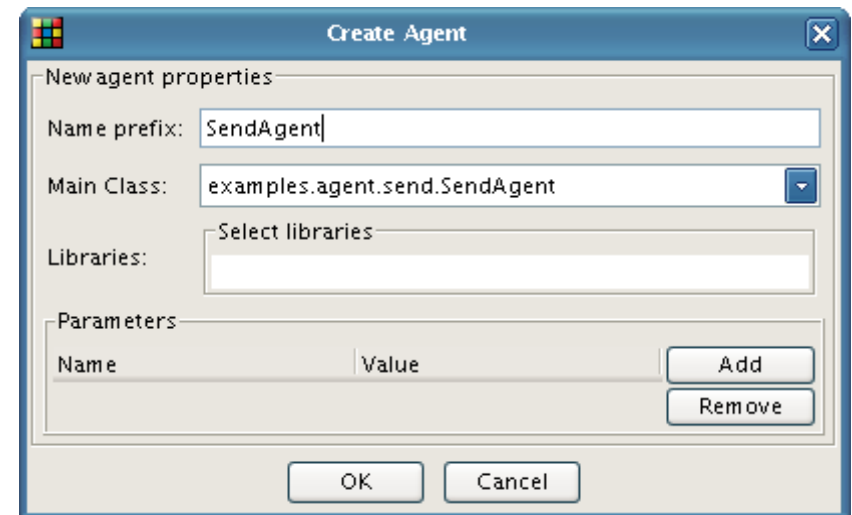 Create Agent
New agent properties
Name prefix: SendAgent
Main Class: examples.agent.send.SendAgent
Select libraries
Libraries:
Parameters
Name Value Add
Remove
OK Cancel